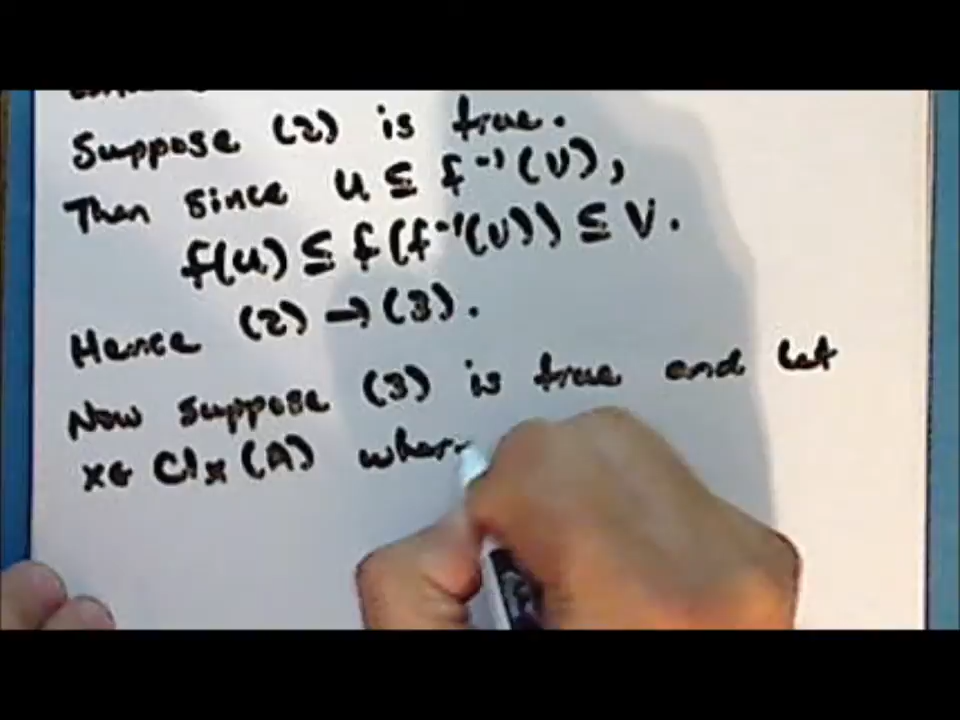 Suppose (2) is true.
Then since U ⊆ f⁻¹(V),
f(U) ⊆ f(f⁻¹(V)) ⊆ V.
Hence (2) → (3).
Now suppose (3) is true and let
x ∈ Clx (A) wher